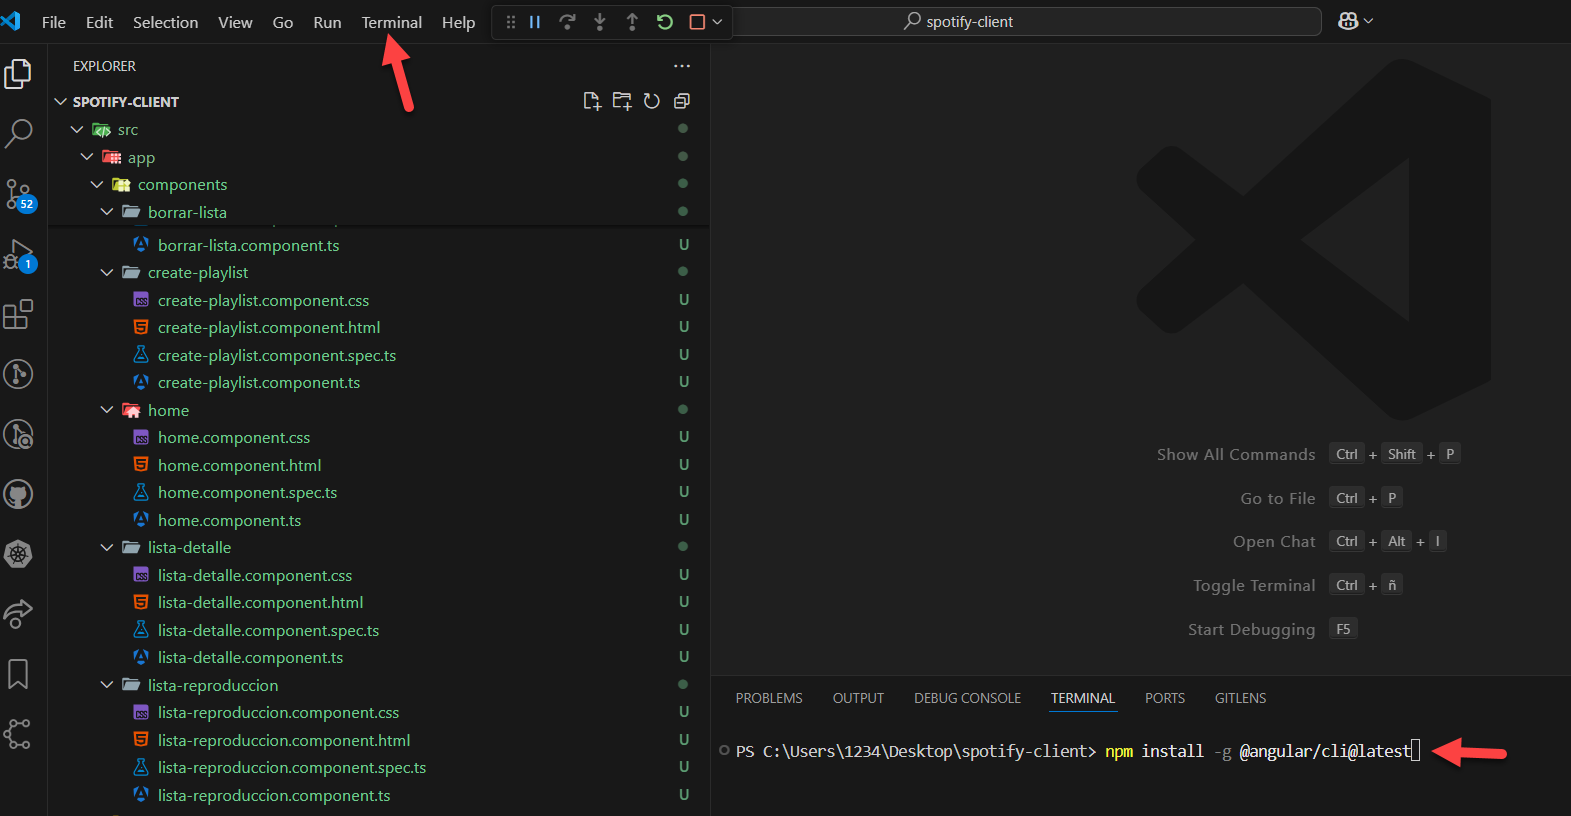 File Edit Selection View Go Run Terminal Help
spotify-client
EXPLORER
SPOTIFY-CLIENT
src
app
components
borrar-lista
borrar-lista.component.ts U
create-playlist
create-playlist.component.css U
create-playlist.component.html U
create-playlist.component.spec.ts U
create-playlist.component.ts U
home
home.component.css U
home.component.html U
home.component.spec.ts U
home.component.ts U
lista-detalle
lista-detalle.component.css U
lista-detalle.component.html U
lista-detalle.component.spec.ts U
lista-detalle.component.ts U
lista-reproduccion
lista-reproduccion.component.css U
lista-reproduccion.component.html U
lista-reproduccion.component.spec.ts U
lista-reproduccion.component.ts U
52
1
Show All Commands Ctrl + Shift + P
Go to File Ctrl + P
Open Chat Ctrl + Alt + I
Toggle Terminal Ctrl + ñ
Start Debugging F5
PROBLEMS OUTPUT DEBUG CONSOLE TERMINAL PORTS GITLENS
PS C:\Users\1234\Desktop\spotify-client> npm install -g @angular/cli@latest